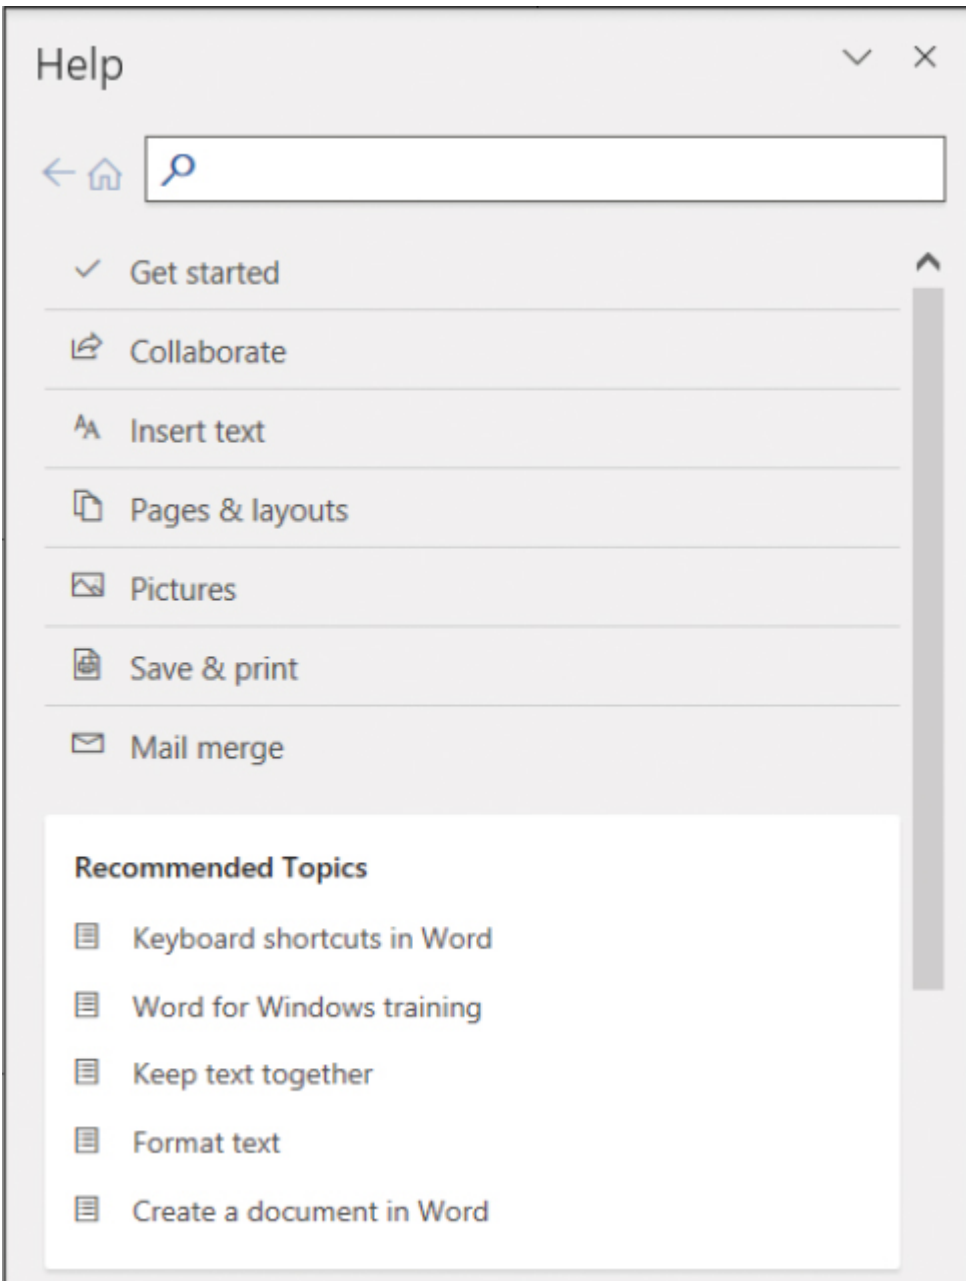 Help
Get started
Collaborate
Insert text
Pages & layouts
Pictures
Save & print
Mail merge
Recommended Topics
Keyboard shortcuts in Word
Word for Windows training
Keep text together
Format text
Create a document in Word